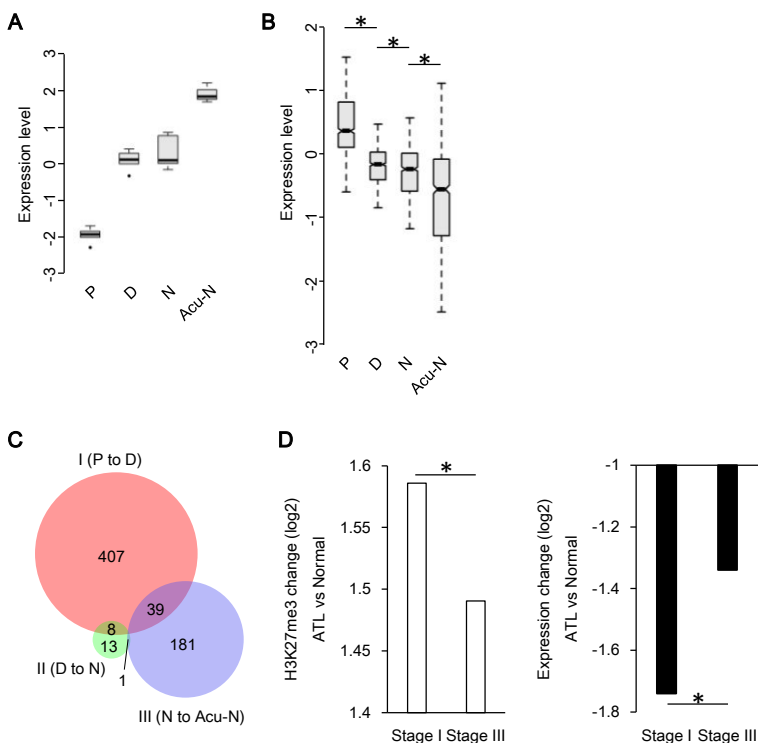 A
Expression level
3
2
1
0
-1
-2
-3
P
D
N
Acu-N
B
Expression level
2
1
0
-1
-2
-3
*
*
*
P
D
N
Acu-N
C
I (P to D)
407
39
8
13
181
II (D to N)
1
III (N to Acu-N)
D
H3K27me3 change (log2)
ATL vs Normal
1.6
1.55
1.5
1.45
1.4
*
Stage I Stage III
Expression change (log2)
ATL vs Normal
-1
-1.2
-1.4
-1.6
-1.8
*
Stage I Stage III